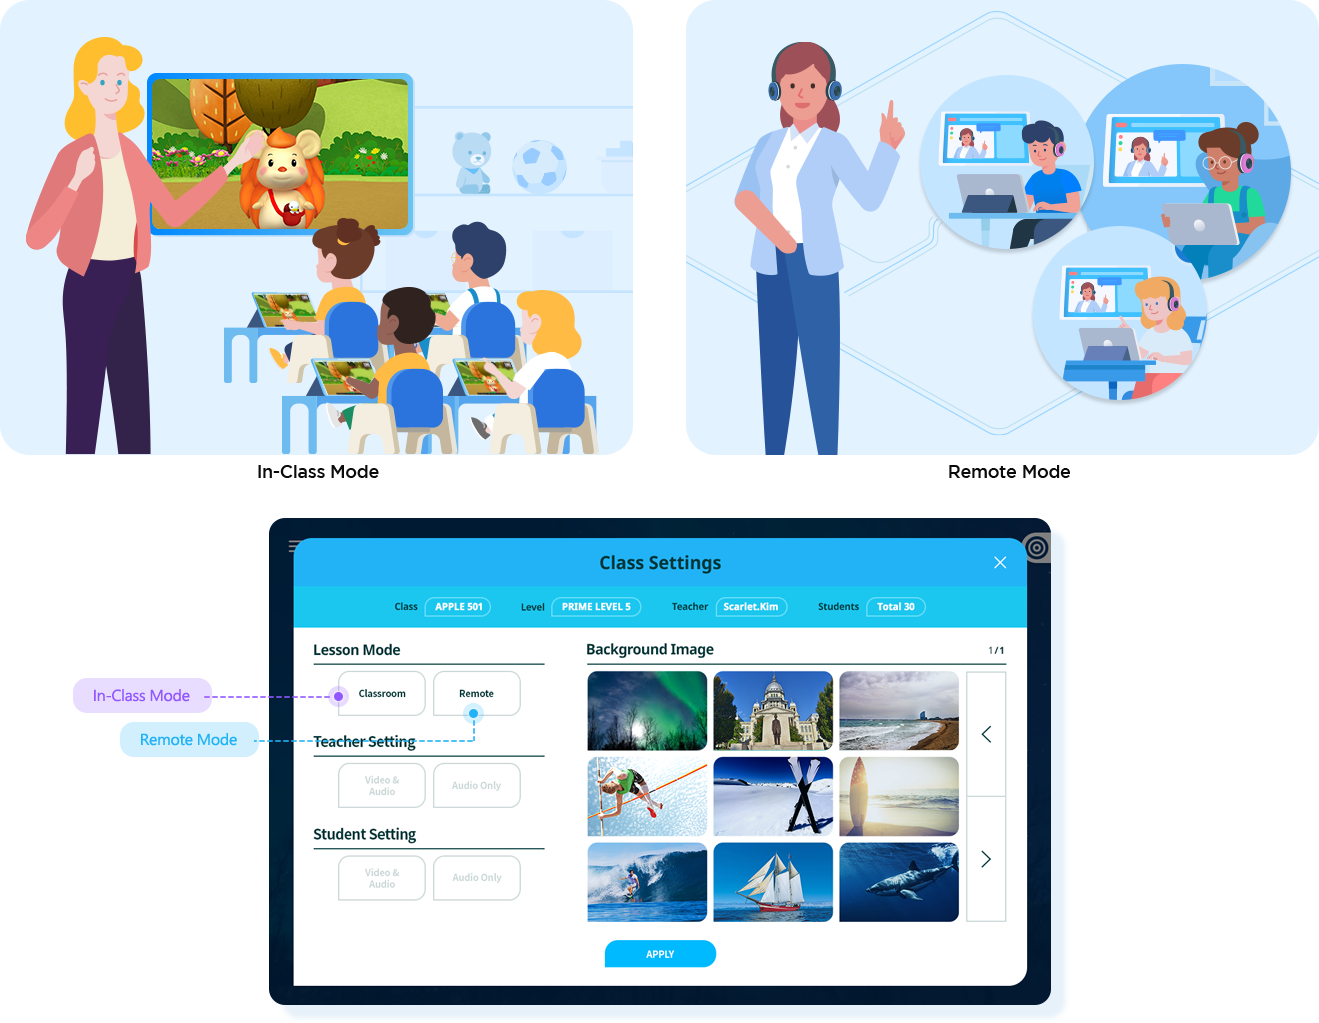 In-Class Mode
Remote Mode
Class Settings
Class APPLE 501 Level PRIME LEVEL 5 Teacher Scarlet.Kim Students Total 30
Lesson Mode
Classroom Remote
In-Class Mode
Remote Mode
Teacher Setting
Video &
Audio
Audio Only
Student Setting
Video &
Audio
Audio Only
Background Image 1/1
APPLY